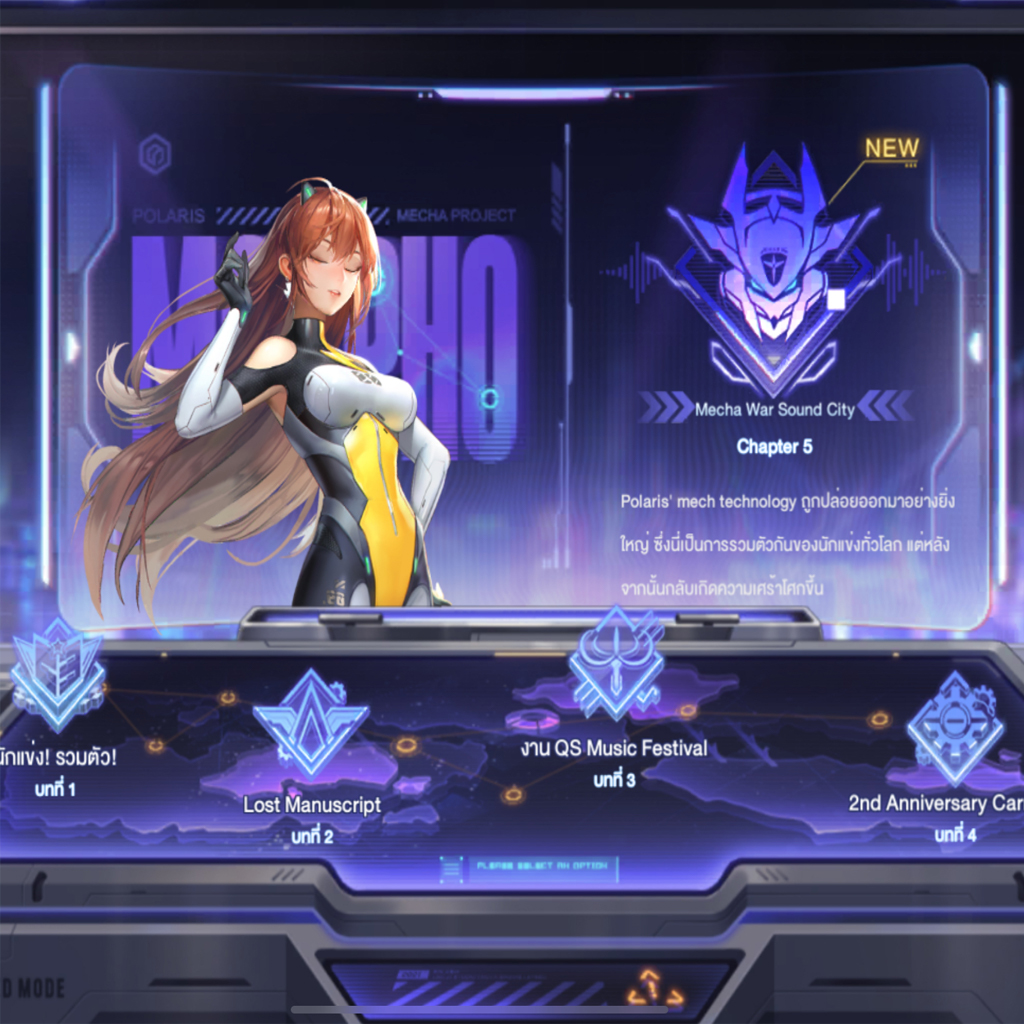 NEW
POLARIS
MECHA PROJECT
Mecha War Sound City
Chapter 5
Polaris' mech technology ถูกปล่อยออกมาอย่างยิ่ง
ใหญ่ ซึ่งนี่เป็นการรวมตัวกันของนักแข่งทั่วโลก แต่หลัง
จากนั้นกลับเกิดความเศร้าโศกขึ้น
นักแข่ง! รวมตัว!
บทที่ 1
Lost Manuscript
บทที่ 2
งาน QS Music Festival
บทที่ 3
2nd Anniversary Car
บทที่ 4
PLEASE SELECT AN OPTION
D MODE